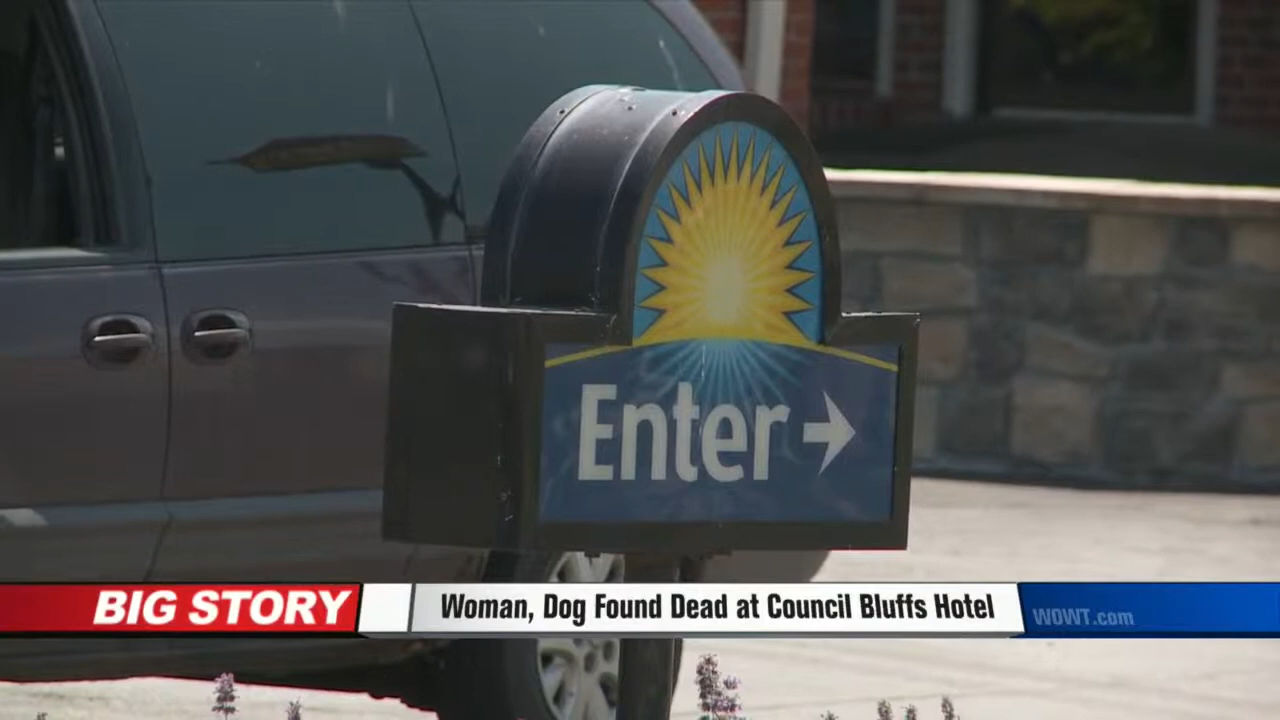 Enter →
BIG STORY
Woman, Dog Found Dead at Council Bluffs Hotel
WOWT.com